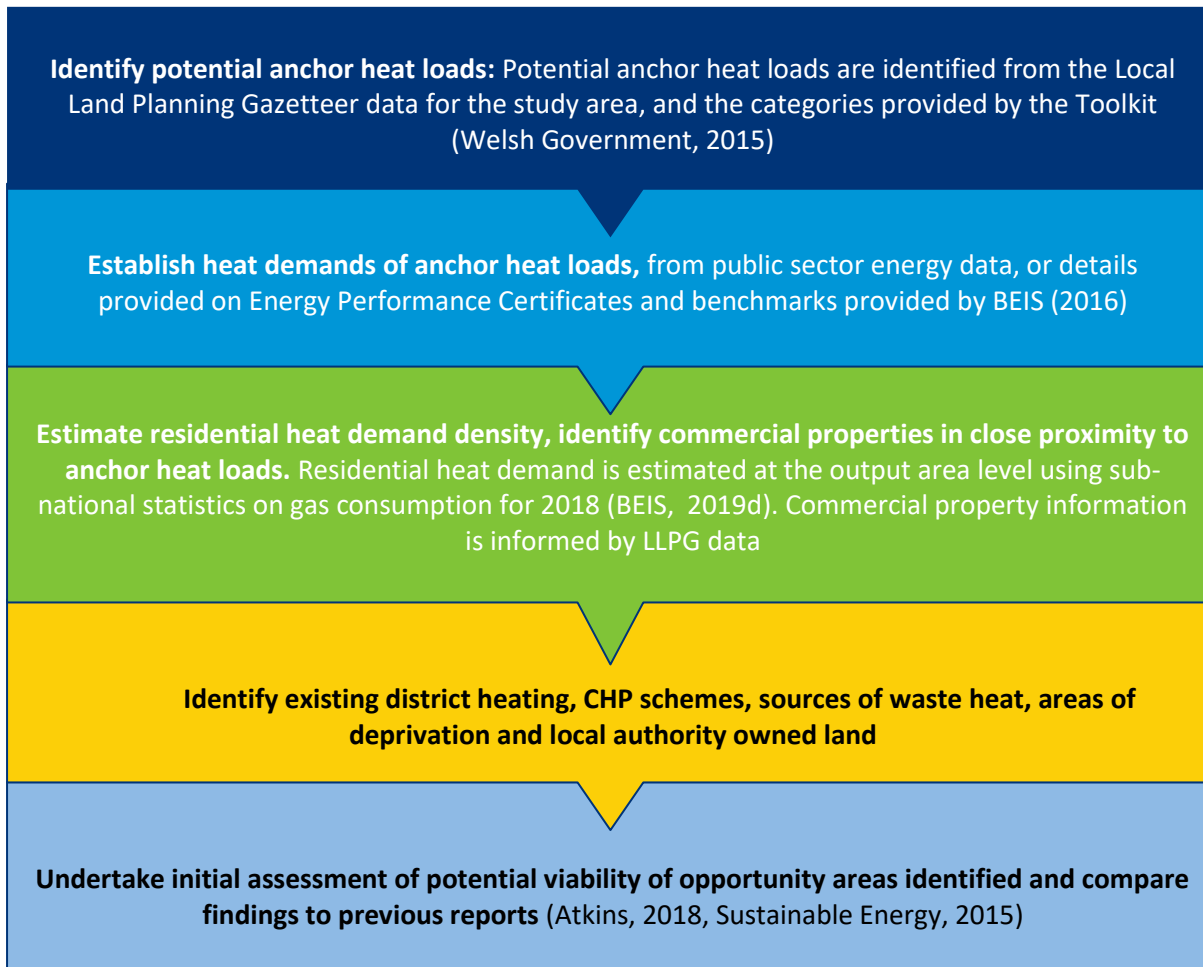 Identify potential anchor heat loads: Potential anchor heat loads are identified from the Local
Land Planning Gazetteer data for the study area, and the categories provided by the Toolkit
(Welsh Government, 2015)
Establish heat demands of anchor heat loads, from public sector energy data, or details
provided on Energy Performance Certificates and benchmarks provided by BEIS (2016)
Estimate residential heat demand density, identify commercial properties in close proximity to
anchor heat loads. Residential heat demand is estimated at the output area level using sub-
national statistics on gas consumption for 2018 (BEIS, 2019d). Commercial property information
is informed by LLPG data
Identify existing district heating, CHP schemes, sources of waste heat, areas of
deprivation and local authority owned land
Undertake initial assessment of potential viability of opportunity areas identified and compare
findings to previous reports (Atkins, 2018, Sustainable Energy, 2015)